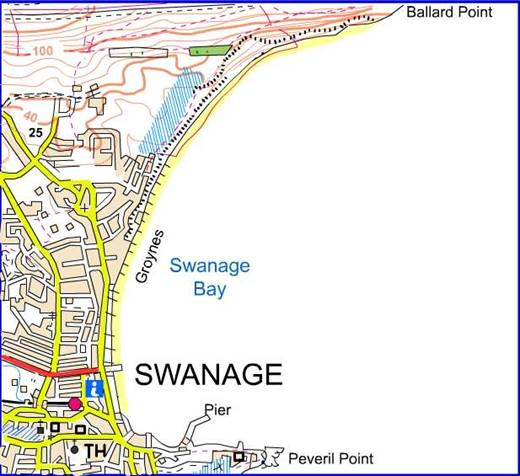 Ballard Point
100
40
25
Groynes
Swanage
Bay
SWANAGE
i
Pier
TH
Peveril Point